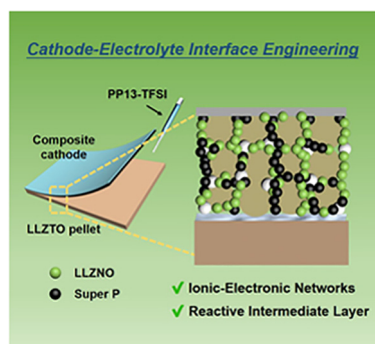 Cathode-Electrolyte Interface Engineering
PP13-TFSI
Composite
cathode
LLZTO pellet
LLZNO
Super P
✓ Ionic-Electronic Networks
✓ Reactive Intermediate Layer